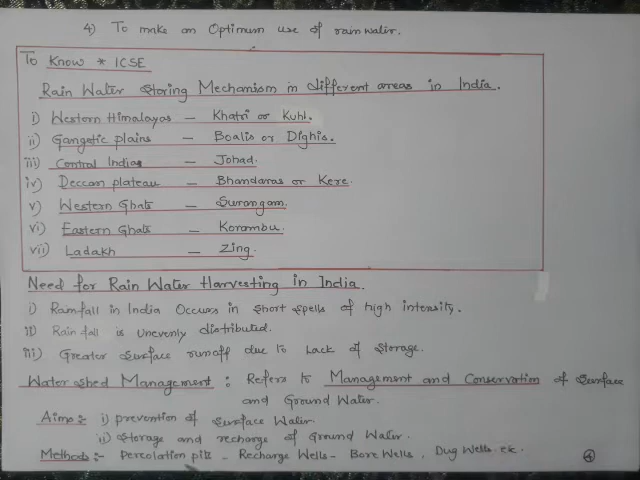 4) To make an Optimum use of rain water.
To Know * ICSE
Rain Water Storing Mechanism in different areas in India.
i) Western Himalayas - Khatri or Kuhl.
ii) Gangetic plains - Boalis or Dighis.
iii) Central India - Johad.
iv) Deccan plateau - Bhandaras or Kere.
v) Western Ghats - Surangam.
vi) Eastern Ghats - Korambu.
vii) Ladakh - Zing.
Need for Rain Water Harvesting in India.
i) Rainfall in India Occurs in Short spells of high intensity.
ii) Rain fall is unevenly distributed.
iii) Greater Surface runoff due to Lack of Storage.
Water shed Management : Refers to Management and Conservation of Surface
and Ground Water.
Aims :- i) prevention of Surface Water.
ii) Storage and recharge of Ground Water.
Methods :- Percolation pits - Recharge Wells - Bore Wells, Dug Wells etc.
4